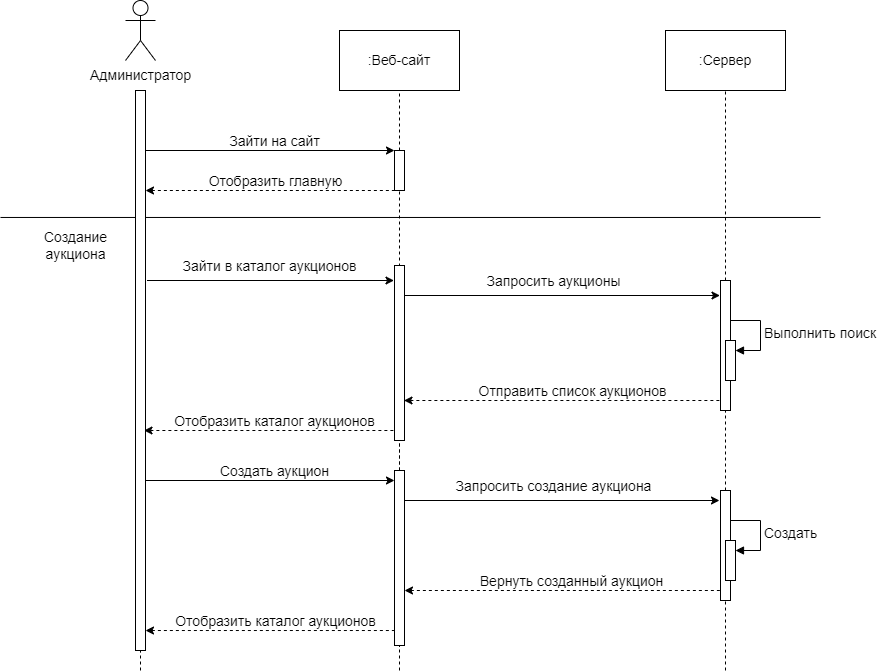 Администратор
:Веб-сайт
:Сервер
Зайти на сайт
Отобразить главную
Создание
аукциона
Зайти в каталог аукционов
Запросить аукционы
Выполнить поиск
Отправить список аукционов
Отобразить каталог аукционов
Создать аукцион
Запросить создание аукциона
Создать
Вернуть созданный аукцион
Отобразить каталог аукционов